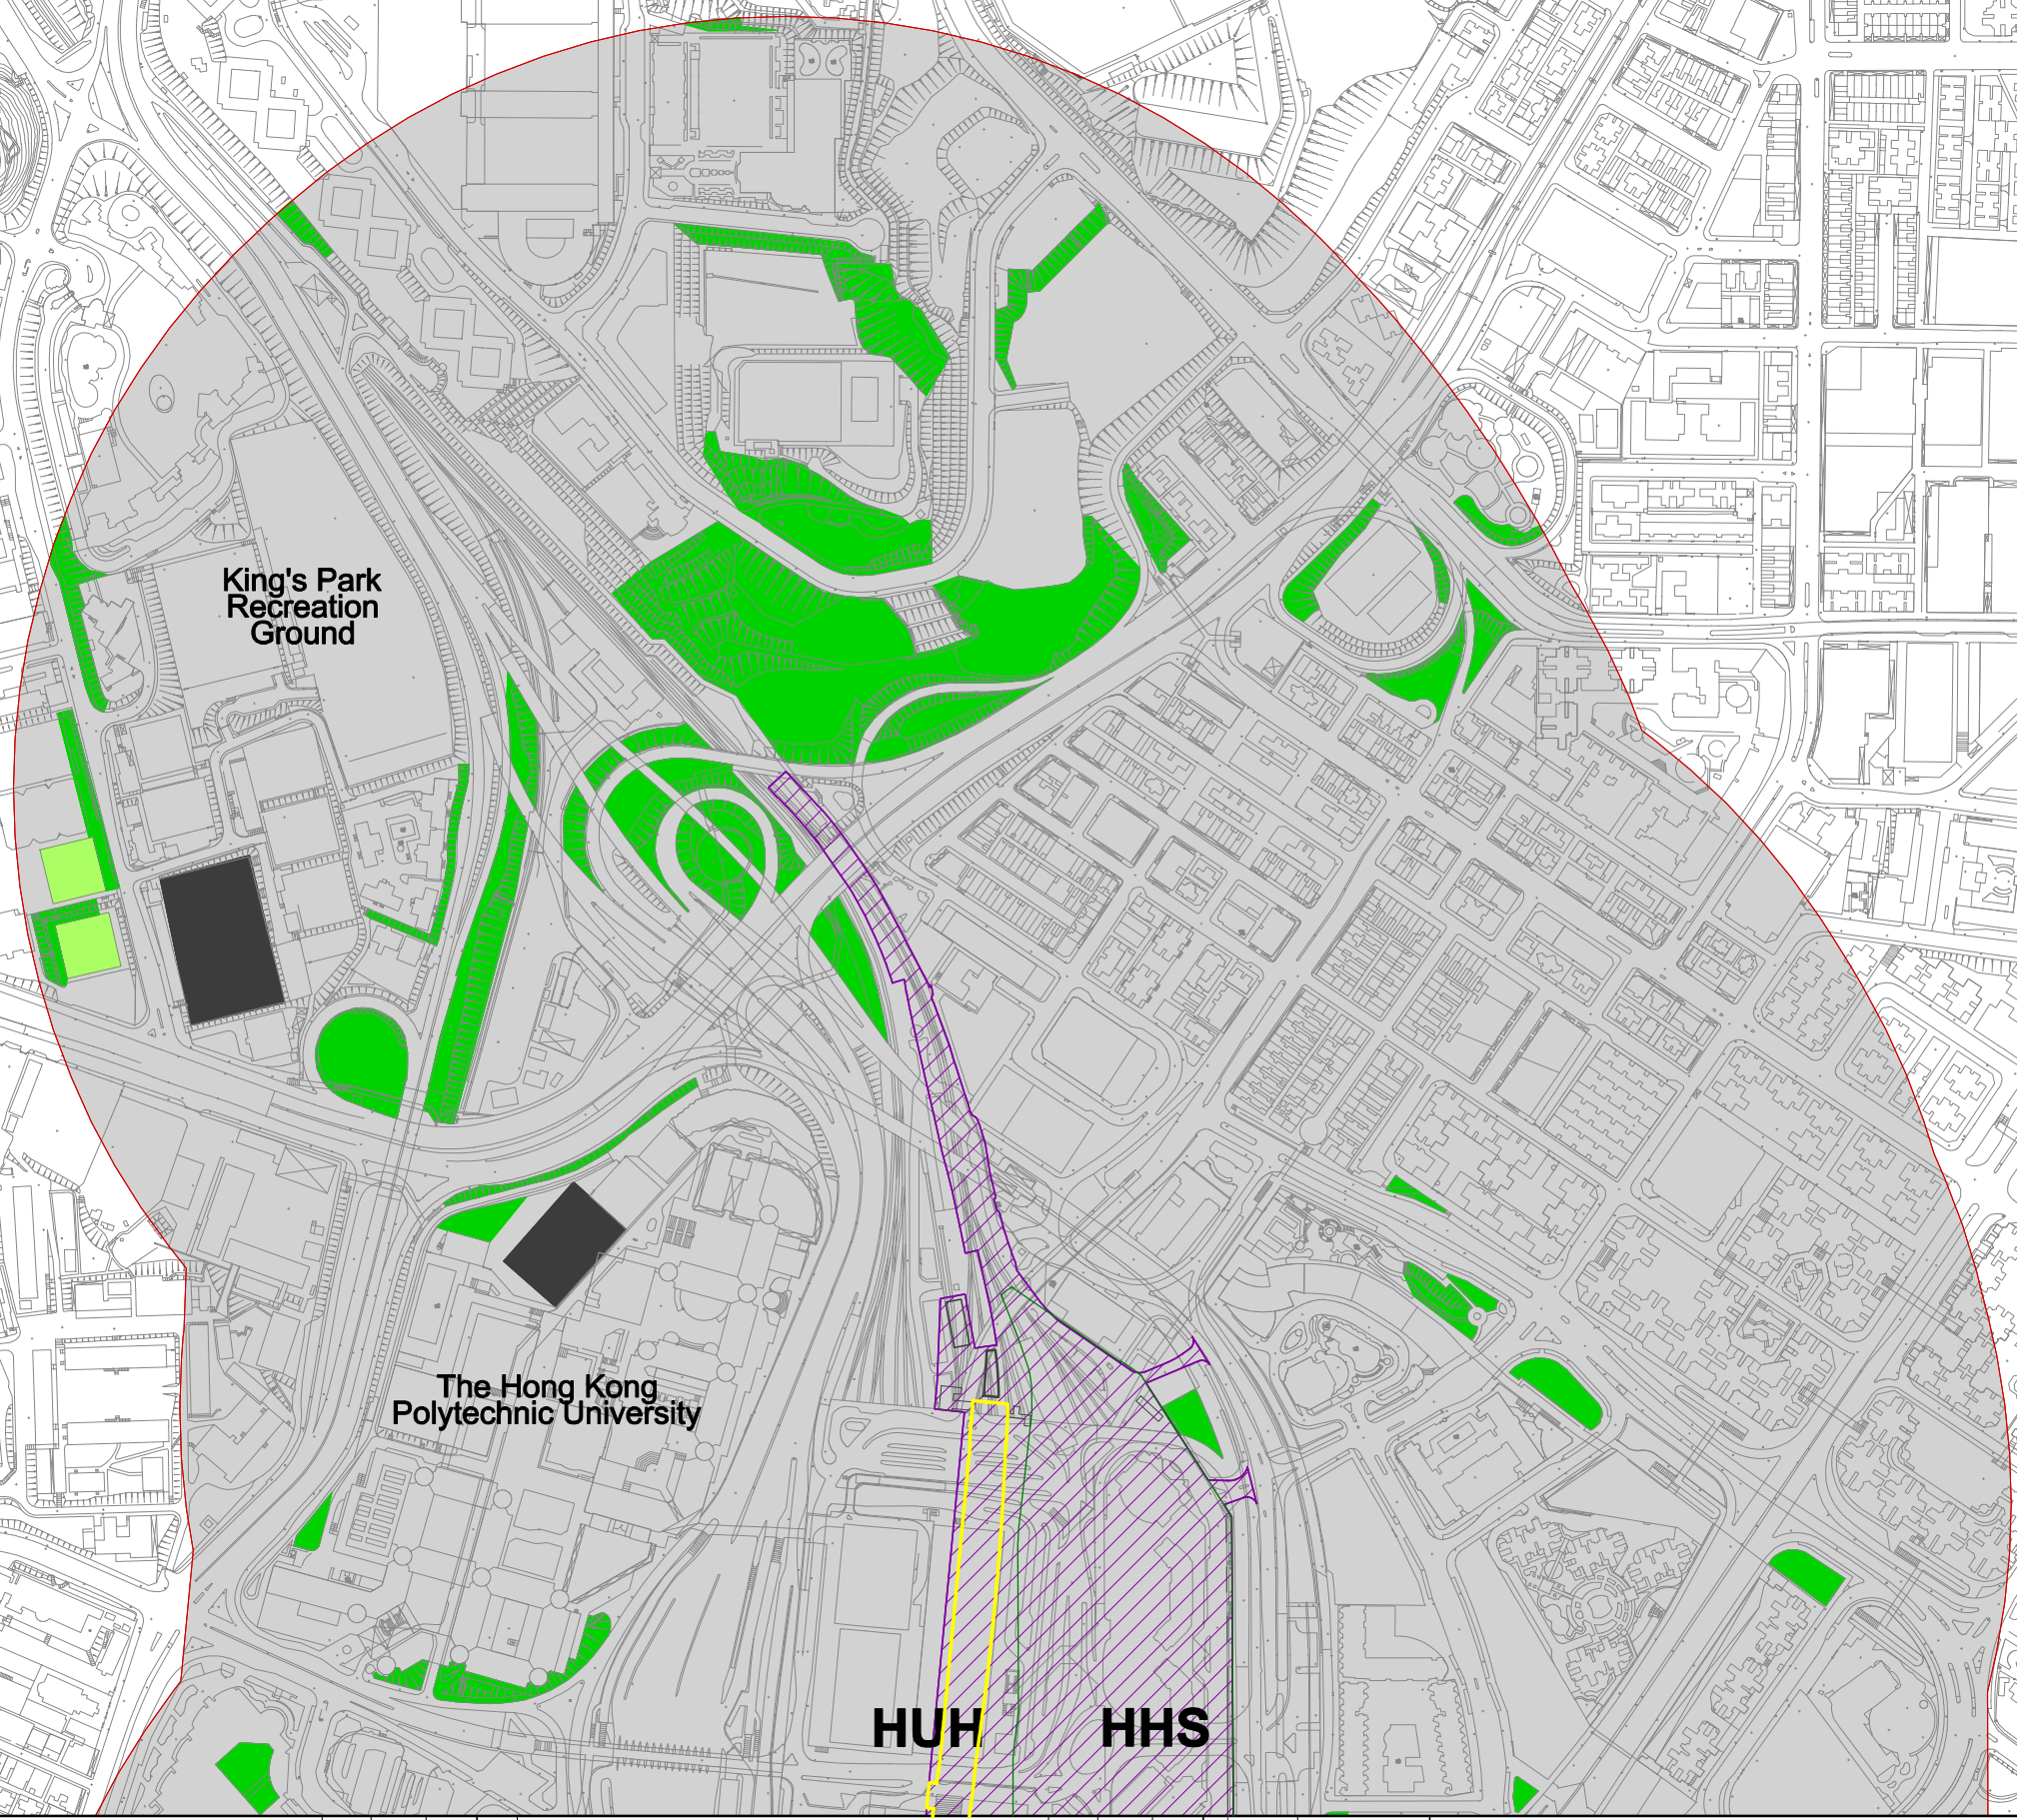 King's Park
Recreation
Ground
The Hong Kong
Polytechnic University
HUH
HHS